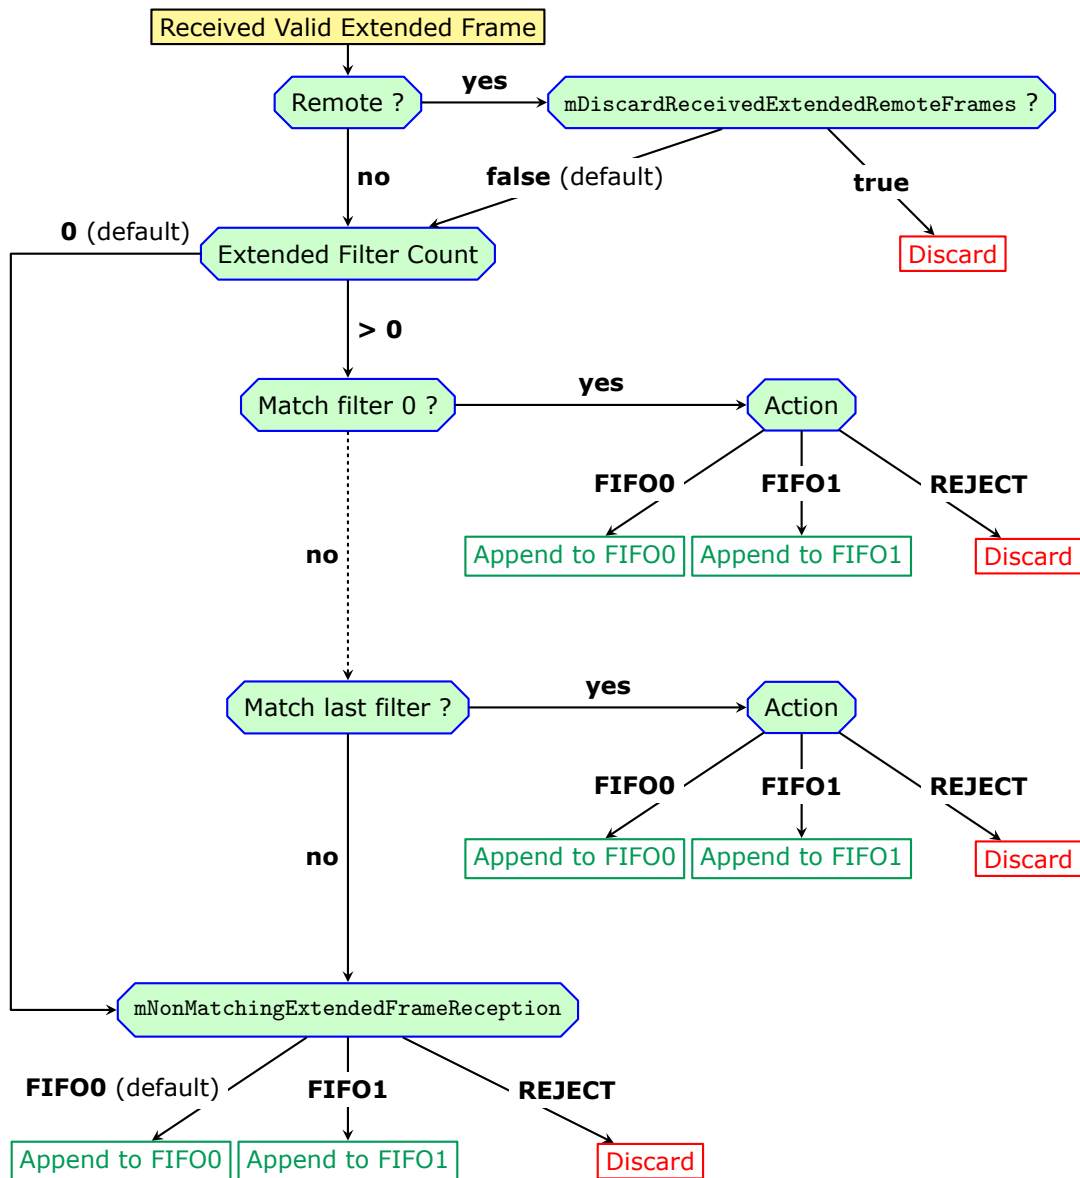 Received Valid Extended Frame
Remote ?
yes
mDiscardReceivedExtendedRemoteFrames ?
no
false (default)
true
0 (default)
Extended Filter Count
Discard
> 0
Match filter 0 ?
yes
Action
FIFO0
FIFO1
REJECT
no
Append to FIFO0
Append to FIFO1
Discard
Match last filter ?
yes
Action
FIFO0
FIFO1
REJECT
no
Append to FIFO0
Append to FIFO1
Discard
mNonMatchingExtendedFrameReception
FIFO0 (default)
FIFO1
REJECT
Append to FIFO0
Append to FIFO1
Discard